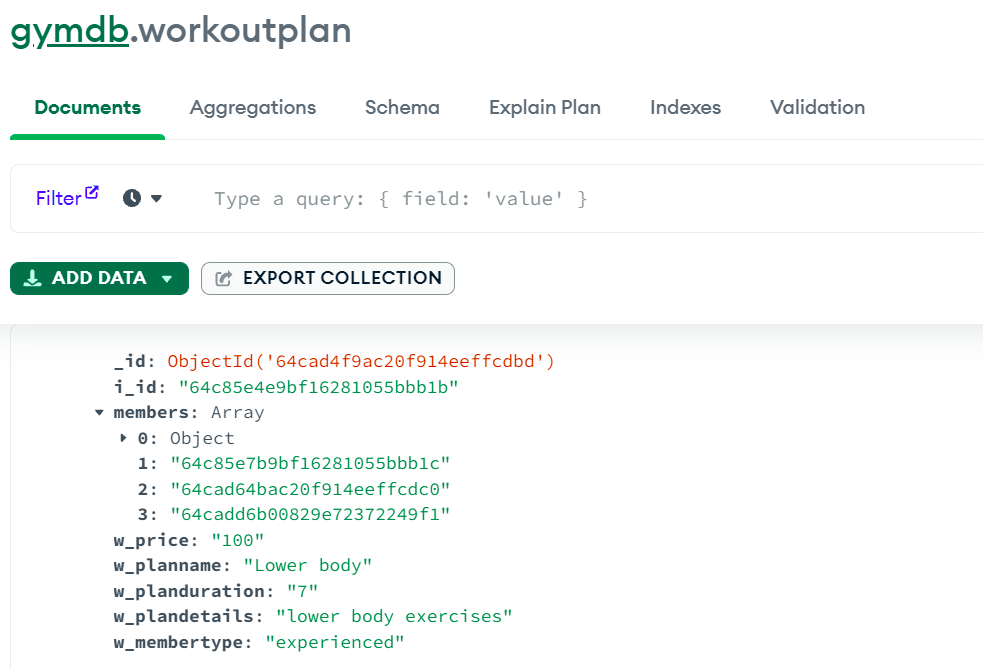 gymdb.workoutplan
Documents Aggregations Schema Explain Plan Indexes Validation
Filter Type a query: { field: 'value' }
ADD DATA EXPORT COLLECTION
_id: ObjectId('64cad4f9ac20f914eeffcdbd')
i_id: "64c85e4e9bf16281055bbb1b"
members: Array
0: Object
1: "64c85e7b9bf16281055bbb1c"
2: "64cad64bac20f914eeffcdc0"
3: "64cadd6b00829e72372249f1"
w_price: "100"
w_planname: "Lower body"
w_planduration: "7"
w_plandetails: "lower body exercises"
w_membertype: "experienced"